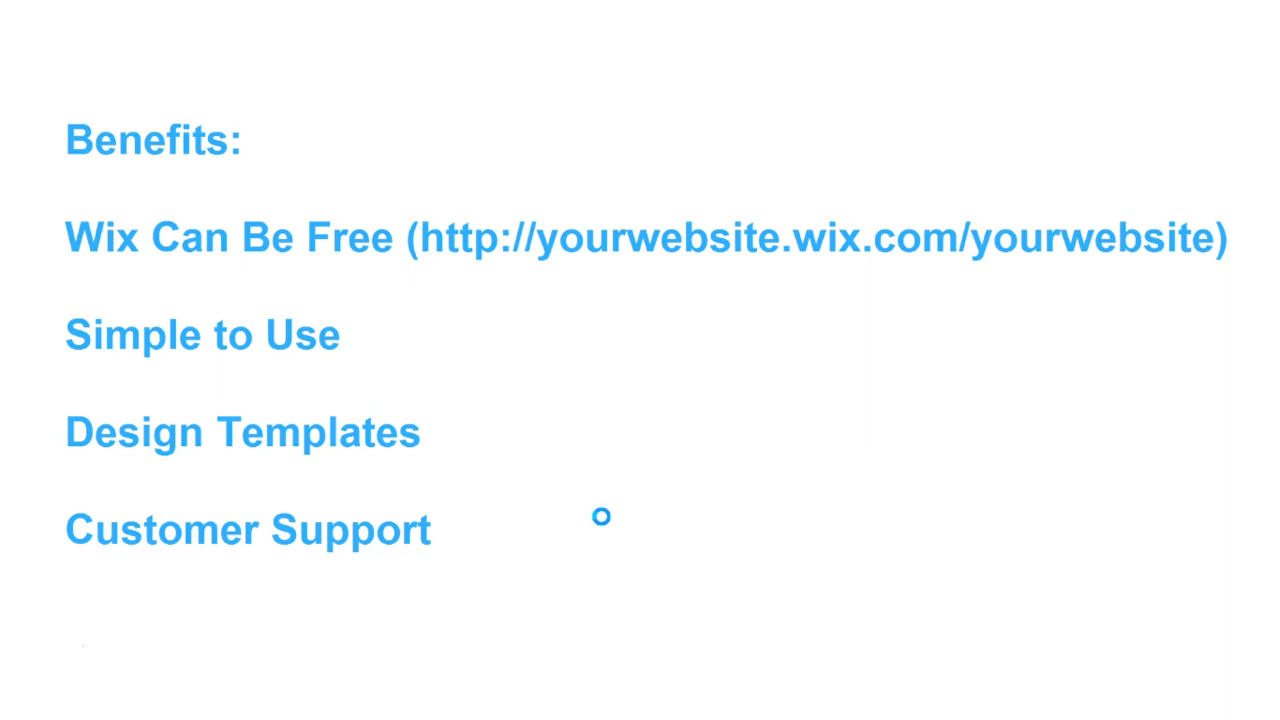 Benefits:
Wix Can Be Free (http://yourwebsite.wix.com/yourwebsite)
Simple to Use
Design Templates
Customer Support